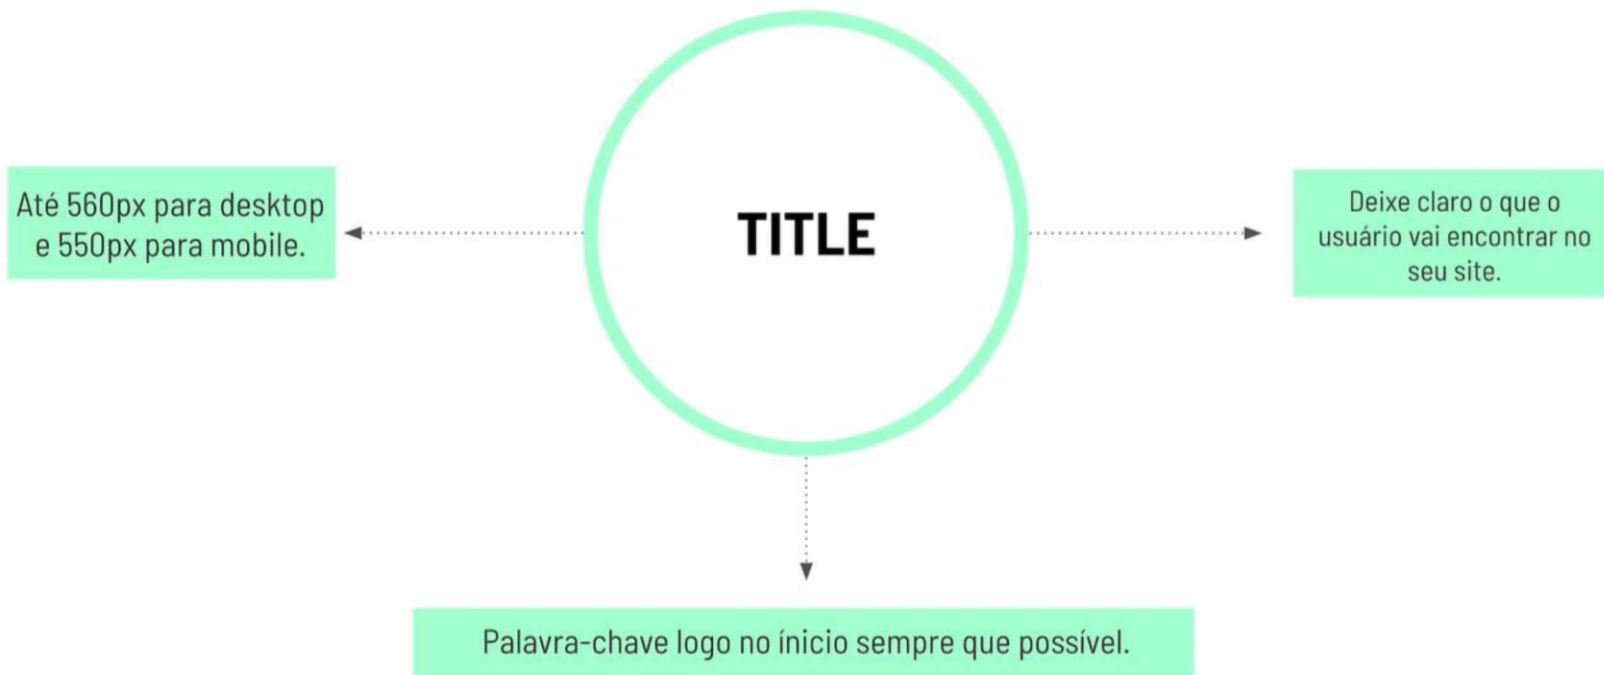 TITLE
Até 560px para desktop
e 550px para mobile.
Deixe claro o que o
usuário vai encontrar no
seu site.
Palavra-chave logo no ínicio sempre que possível.